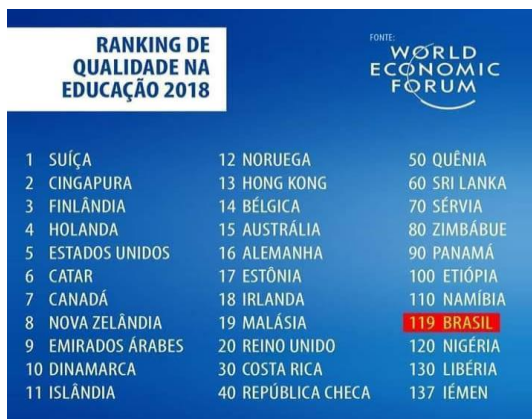 RANKING DE
QUALIDADE NA
EDUCAÇÃO 2018
FONTE:
WORLD
ECONOMIC
FORUM
1 SUÍÇA
2 CINGAPURA
3 FINLÂNDIA
4 HOLANDA
5 ESTADOS UNIDOS
6 CATAR
7 CANADÁ
8 NOVA ZELÂNDIA
9 EMIRADOS ÁRABES
10 DINAMARCA
11 ISLÂNDIA
12 NORUEGA
13 HONG KONG
14 BÉLGICA
15 AUSTRÁLIA
16 ALEMANHA
17 ESTÔNIA
18 IRLANDA
19 MALÁSIA
20 REINO UNIDO
30 COSTA RICA
40 REPÚBLICA CHECA
50 QUÊNIA
60 SRI LANKA
70 SÉRVIA
80 ZIMBÁBUE
90 PANAMÁ
100 ETIÓPIA
110 NAMÍBIA
119 BRASIL
120 NIGÉRIA
130 LIBÉRIA
137 IÉMEN